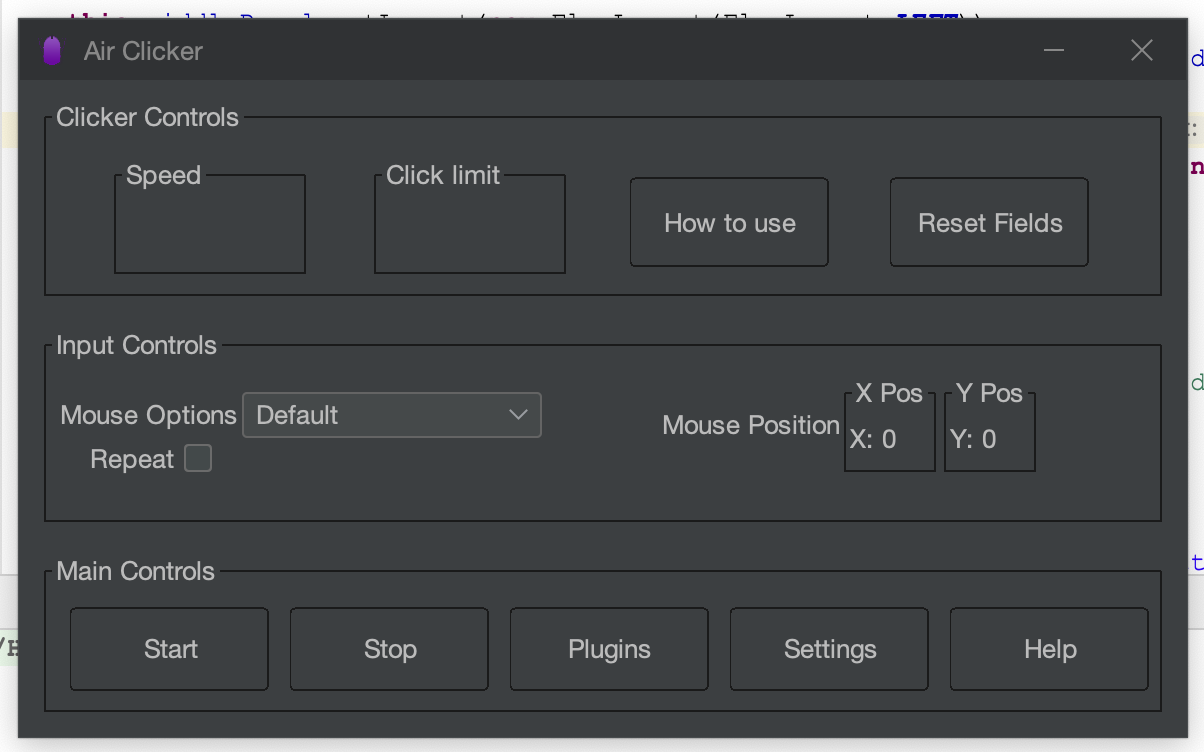 Air Clicker
Clicker Controls
Speed
Click limit
How to use
Reset Fields
Input Controls
Mouse Options
Default
Mouse Position
X Pos
Y Pos
X: 0
Y: 0
Repeat
Main Controls
Start
Stop
Plugins
Settings
Help